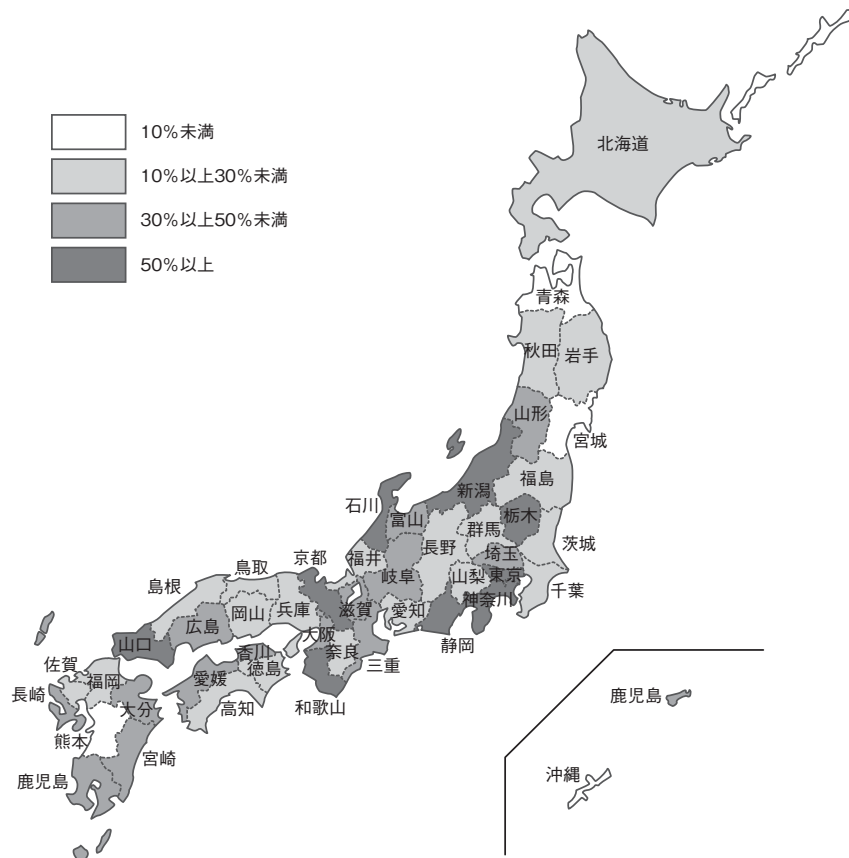 10%未満
10%以上30%未満
30%以上50%未満
50%以上
北海道
青森
秋田
岩手
山形
宮城
新潟
福島
石川
富山
栃木
群馬
茨城
長野
福井
埼玉
京都
岐阜
山梨
東京
千葉
鳥取
島根
兵庫
滋賀
愛知
神奈川
岡山
広島
静岡
大阪
奈良
三重
山口
香川
徳島
愛媛
和歌山
高知
佐賀
福岡
長崎
大分
熊本
宮崎
鹿児島
鹿児島
沖縄